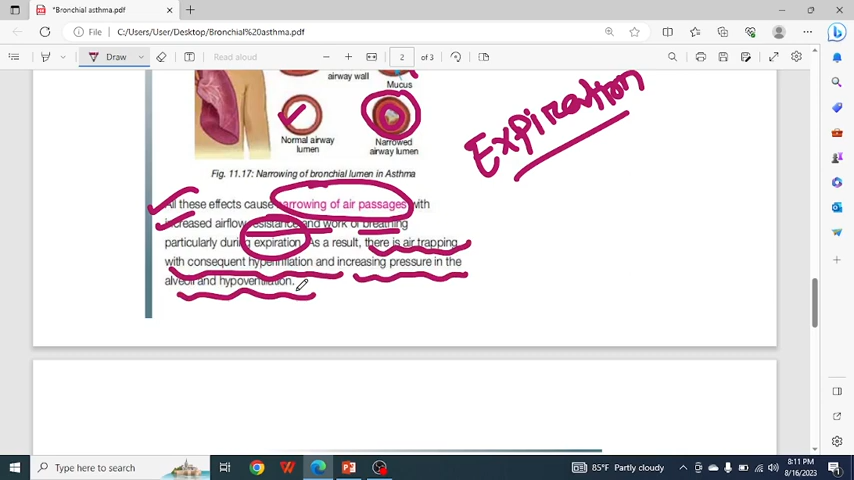 *Bronchial asthma.pdf
File
C:/Users/User/Desktop/Bronchial%20asthma.pdf
Draw
Read aloud
2
of 3
airway wall
Mucus
Normal airway
lumen
Narrowed
airway lumen
Expiration
Fig. 11.17: Narrowing of bronchial lumen in Asthma
All these effects cause narrowing of air passages with
increased airflow resistance and work of breathing
particularly during expiration. As a result, there is air trapping
with consequent hyperinflation and increasing pressure in the
alveoli and hypoventilation.
Type here to search
85°F Partly cloudy
8:11 PM
8/16/2023